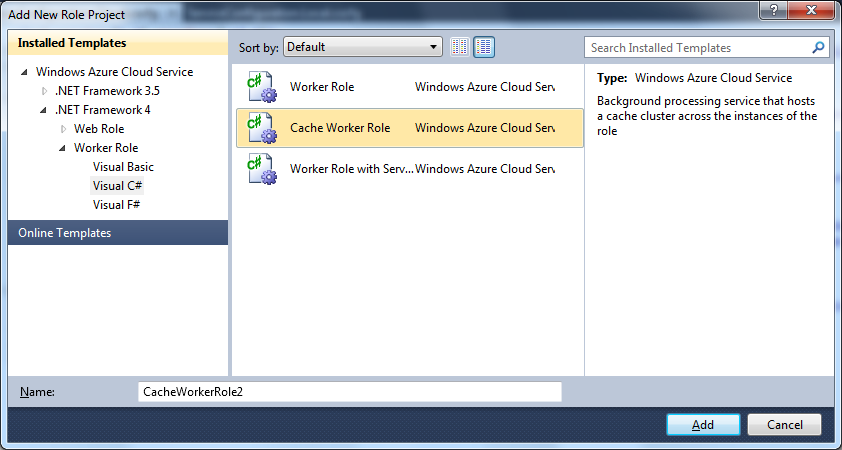 Add New Role Project
Installed Templates
Windows Azure Cloud Service
.NET Framework 3.5
.NET Framework 4
Web Role
Worker Role
Visual Basic
Visual C#
Visual F#
Online Templates
Sort by: Default
Search Installed Templates
C# Worker Role Windows Azure Cloud Serv
C# Cache Worker Role Windows Azure Cloud Serv
C# Worker Role with Serv... Windows Azure Cloud Serv
Type: Windows Azure Cloud Service
Background processing service that hosts
a cache cluster across the instances of the
role
Name: CacheWorkerRole2
Add Cancel